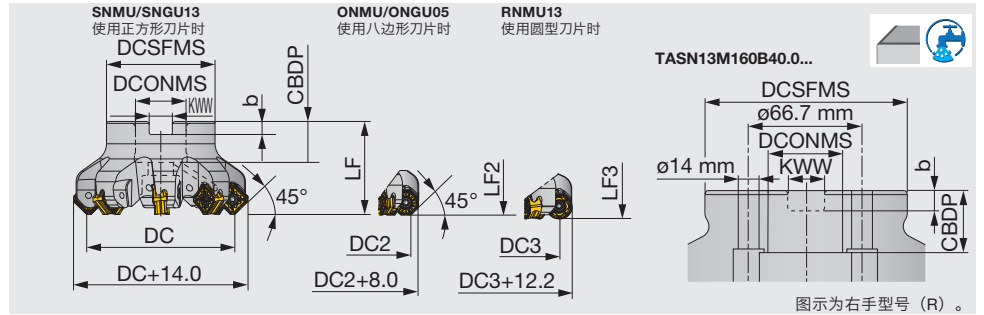 SNMU/SNGU13
使用正方形刀片时
DCSFMS
DCONMS
KWW
b
CBDP
LF
45°
DC
DC+14.0
ONMU/ONGU05
使用八边形刀片时
45°
LF2
DC2
DC2+8.0
RNMU13
使用圆型刀片时
LF3
DC3
DC3+12.2
TASN13M160B40.0...
DCSFMS
ø66.7 mm
DCONMS
ø14 mm
KWW
b
CBDP
图示为右手型号（R）。